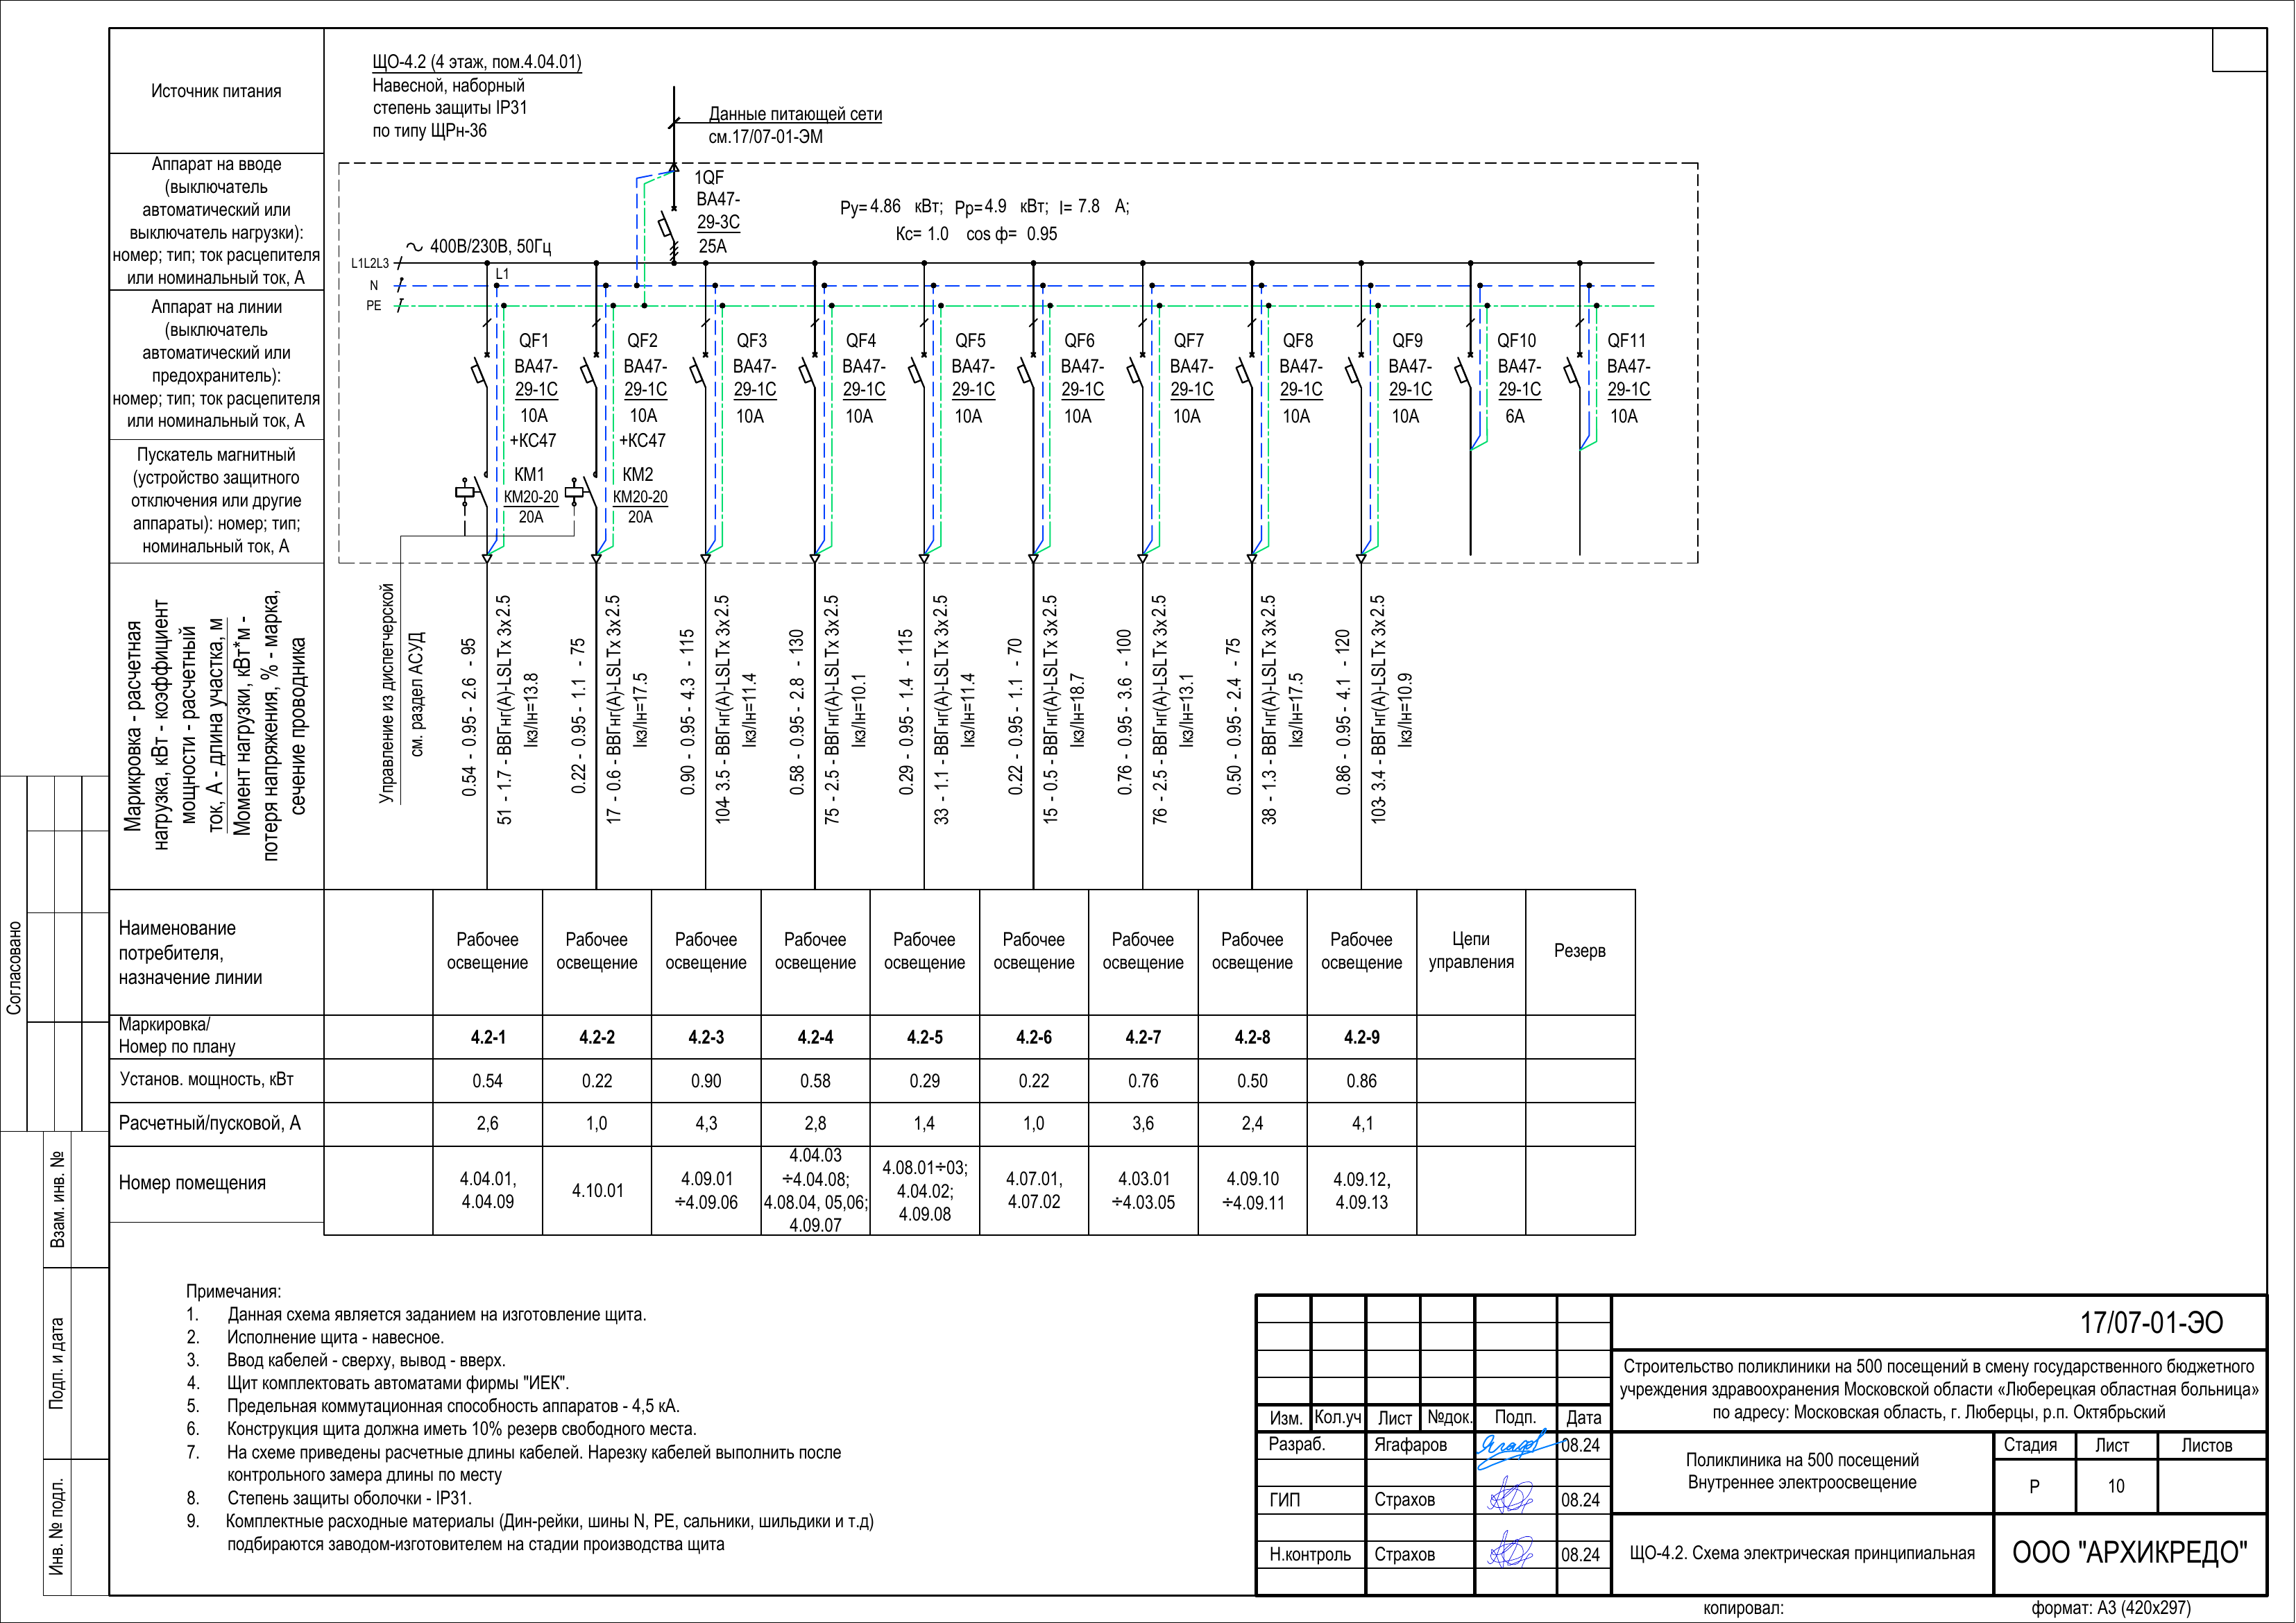 ЩО-4.2 (4 этаж, пом.4.04.01)
Навесной, наборный
степень защиты IP31
по типу ЩРн-36
Данные питающей сети
см.17/07-01-ЭМ
Источник питания
Аппарат на вводе
(выключатель
автоматический или
выключатель нагрузки):
номер; тип; ток расцепителя
или номинальный ток, А
Аппарат на линии
(выключатель
автоматический или
предохранитель):
номер; тип; ток расцепителя
или номинальный ток, А
Пускатель магнитный
(устройство защитного
отключения или другие
аппараты): номер; тип;
номинальный ток, А
Марикровка - расчетная
нагрузка, кВт - коэффициент
мощности - расчетный
ток, А - длина участка, м
Момент нагрузки, кВт*м -
потеря напряжения, % - марка,
сечение проводника
1QF
ВА47-
29-3С
25А
Ру= 4.86 кВт; Рр= 4.9 кВт; I= 7.8 А;
Кс= 1.0 cos ф= 0.95
400В/230В, 50Гц
L1L2L3
L1
N
PE
QF1 QF2 QF3 QF4 QF5 QF6 QF7 QF8 QF9 QF10 QF11
ВА47- ВА47- ВА47- ВА47- ВА47- ВА47- ВА47- ВА47- ВА47- ВА47- ВА47-
29-1С 29-1С 29-1С 29-1С 29-1С 29-1С 29-1С 29-1С 29-1С 29-1С 29-1С
10А 10А 10А 10А 10А 10А 10А 10А 10А 6А 10А
+КС47 +КС47
КМ1 КМ2
КМ20-20 КМ20-20
20А 20А
Управление из диспетчерской
см. раздел АСУД
0.54 - 0.95 - 2.6 - 95
51 - 1.7 - ВВГнг(А)-LSLTx 3x2.5
Iкз/Iн=13.8
0.22 - 0.95 - 1.1 - 75
17 - 0.6 - ВВГнг(А)-LSLTx 3x2.5
Iкз/Iн=17.5
0.90 - 0.95 - 4.3 - 115
104- 3.5 - ВВГнг(А)-LSLTx 3x2.5
Iкз/Iн=11.4
0.58 - 0.95 - 2.8 - 130
75 - 2.5 - ВВГнг(А)-LSLTx 3x2.5
Iкз/Iн=10.1
0.29 - 0.95 - 1.4 - 115
33 - 1.1 - ВВГнг(А)-LSLTx 3x2.5
Iкз/Iн=11.4
0.22 - 0.95 - 1.1 - 70
15 - 0.5 - ВВГнг(А)-LSLTx 3x2.5
Iкз/Iн=18.7
0.76 - 0.95 - 3.6 - 100
76 - 2.5 - ВВГнг(А)-LSLTx 3x2.5
Iкз/Iн=13.1
0.50 - 0.95 - 2.4 - 75
38 - 1.3 - ВВГнг(А)-LSLTx 3x2.5
Iкз/Iн=17.5
0.86 - 0.95 - 4.1 - 120
103- 3.4 - ВВГнг(А)-LSLTx 3x2.5
Iкз/Iн=10.9
Наименование
потребителя,
назначение линии
Рабочее Рабочее Рабочее Рабочее Рабочее Рабочее Рабочее Рабочее Рабочее Цепи Резерв
освещение освещение освещение освещение освещение освещение освещение освещение освещение управления
Маркировка/
Номер по плану
4.2-1 4.2-2 4.2-3 4.2-4 4.2-5 4.2-6 4.2-7 4.2-8 4.2-9
Установ. мощность, кВт 0.54 0.22 0.90 0.58 0.29 0.22 0.76 0.50 0.86
Расчетный/пусковой, А 2,6 1,0 4,3 2,8 1,4 1,0 3,6 2,4 4,1
Номер помещения
4.04.01,
4.04.09
4.10.01
4.09.01
÷4.09.06
4.04.03
÷4.04.08;
4.08.04, 05,06;
4.09.07
4.08.01÷03;
4.04.02;
4.09.08
4.07.01,
4.07.02
4.03.01
÷4.03.05
4.09.10
÷4.09.11
4.09.12,
4.09.13
Согласовано
Взам. инв. №
Подп. и дата
Инв. № подл.
Примечания:
1. Данная схема является заданием на изготовление щита.
2. Исполнение щита - навесное.
3. Ввод кабелей - сверху, вывод - вверх.
4. Щит комплектовать автоматами фирмы "ИЕК".
5. Предельная коммутационная способность аппаратов - 4,5 кА.
6. Конструкция щита должна иметь 10% резерв свободного места.
7. На схеме приведены расчетные длины кабелей. Нарезку кабелей выполнить после
контрольного замера длины по месту
8. Степень защиты оболочки - IP31.
9. Комплектные расходные материалы (Дин-рейки, шины N, PE, сальники, шильдики и т.д)
подбираются заводом-изготовителем на стадии производства щита
17/07-01-ЭО
Строительство поликлиники на 500 посещений в смену государственного бюджетного
учреждения здравоохранения Московской области «Люберецкая областная больница»
по адресу: Московская область, г. Люберцы, р.п. Октябрьский
Изм. Кол.уч Лист №док. Подп. Дата
Разраб. Ягафаров Ягафаров 08.24
ГИП Страхов 08.24
Н.контроль Страхов 08.24
Поликлиника на 500 посещений
Внутреннее электроосвещение
Стадия Лист Листов
Р 10
ЩО-4.2. Схема электрическая принципиальная
ООО "АРХИКРЕДО"
копировал:
формат: А3 (420х297)